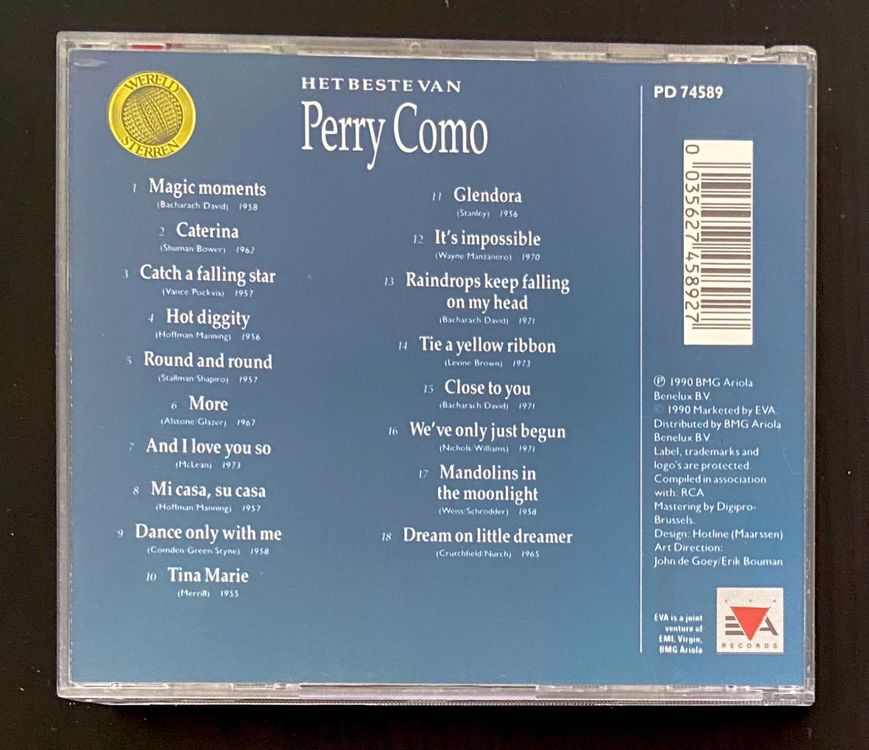 WERELD
STERREN
HET BESTE VAN
Perry Como
1 Magic moments
(Bacharach David) 1958
2 Caterina
(Shuman Bower) 1962
3 Catch a falling star
(Vance Pockvis) 1957
4 Hot diggity
(Hoffman Manning) 1956
5 Round and round
(Stallman Shapiro) 1957
6 More
(Alstone/Glazer) 1967
7 And I love you so
(McLean) 1973
8 Mi casa, su casa
(Hoffman Manning) 1957
9 Dance only with me
(Comden Green Styne) 1958
10 Tina Marie
(Merrill) 1955
11 Glendora
(Stanley) 1956
12 It's impossible
(Wayne Manzanero) 1970
13 Raindrops keep falling
on my head
(Bacharach David) 1971
14 Tie a yellow ribbon
(Levine Brown) 1973
15 Close to you
(Bacharach David) 1971
16 We've only just begun
(Nichols/Williams) 1971
17 Mandolins in
the moonlight
(Weiss Schrodder) 1958
18 Dream on little dreamer
(Crutchfield/Nurch) 1965
PD 74589
0 035627 458927
℗ 1990 BMG Ariola
Benelux B.V.
© 1990 Marketed by EVA.
Distributed by BMG Ariola
Benelux B.V.
Label, trademarks and
logo's are protected.
Compiled in association
with: RCA
Mastering by Digipro-
Brussels.
Design: Hotline (Maarssen)
Art Direction:
John de Goey/Erik Bouman
EVA is a joint
venture of
EMI, Virgin,
BMG Ariola
EVA
RECORDS